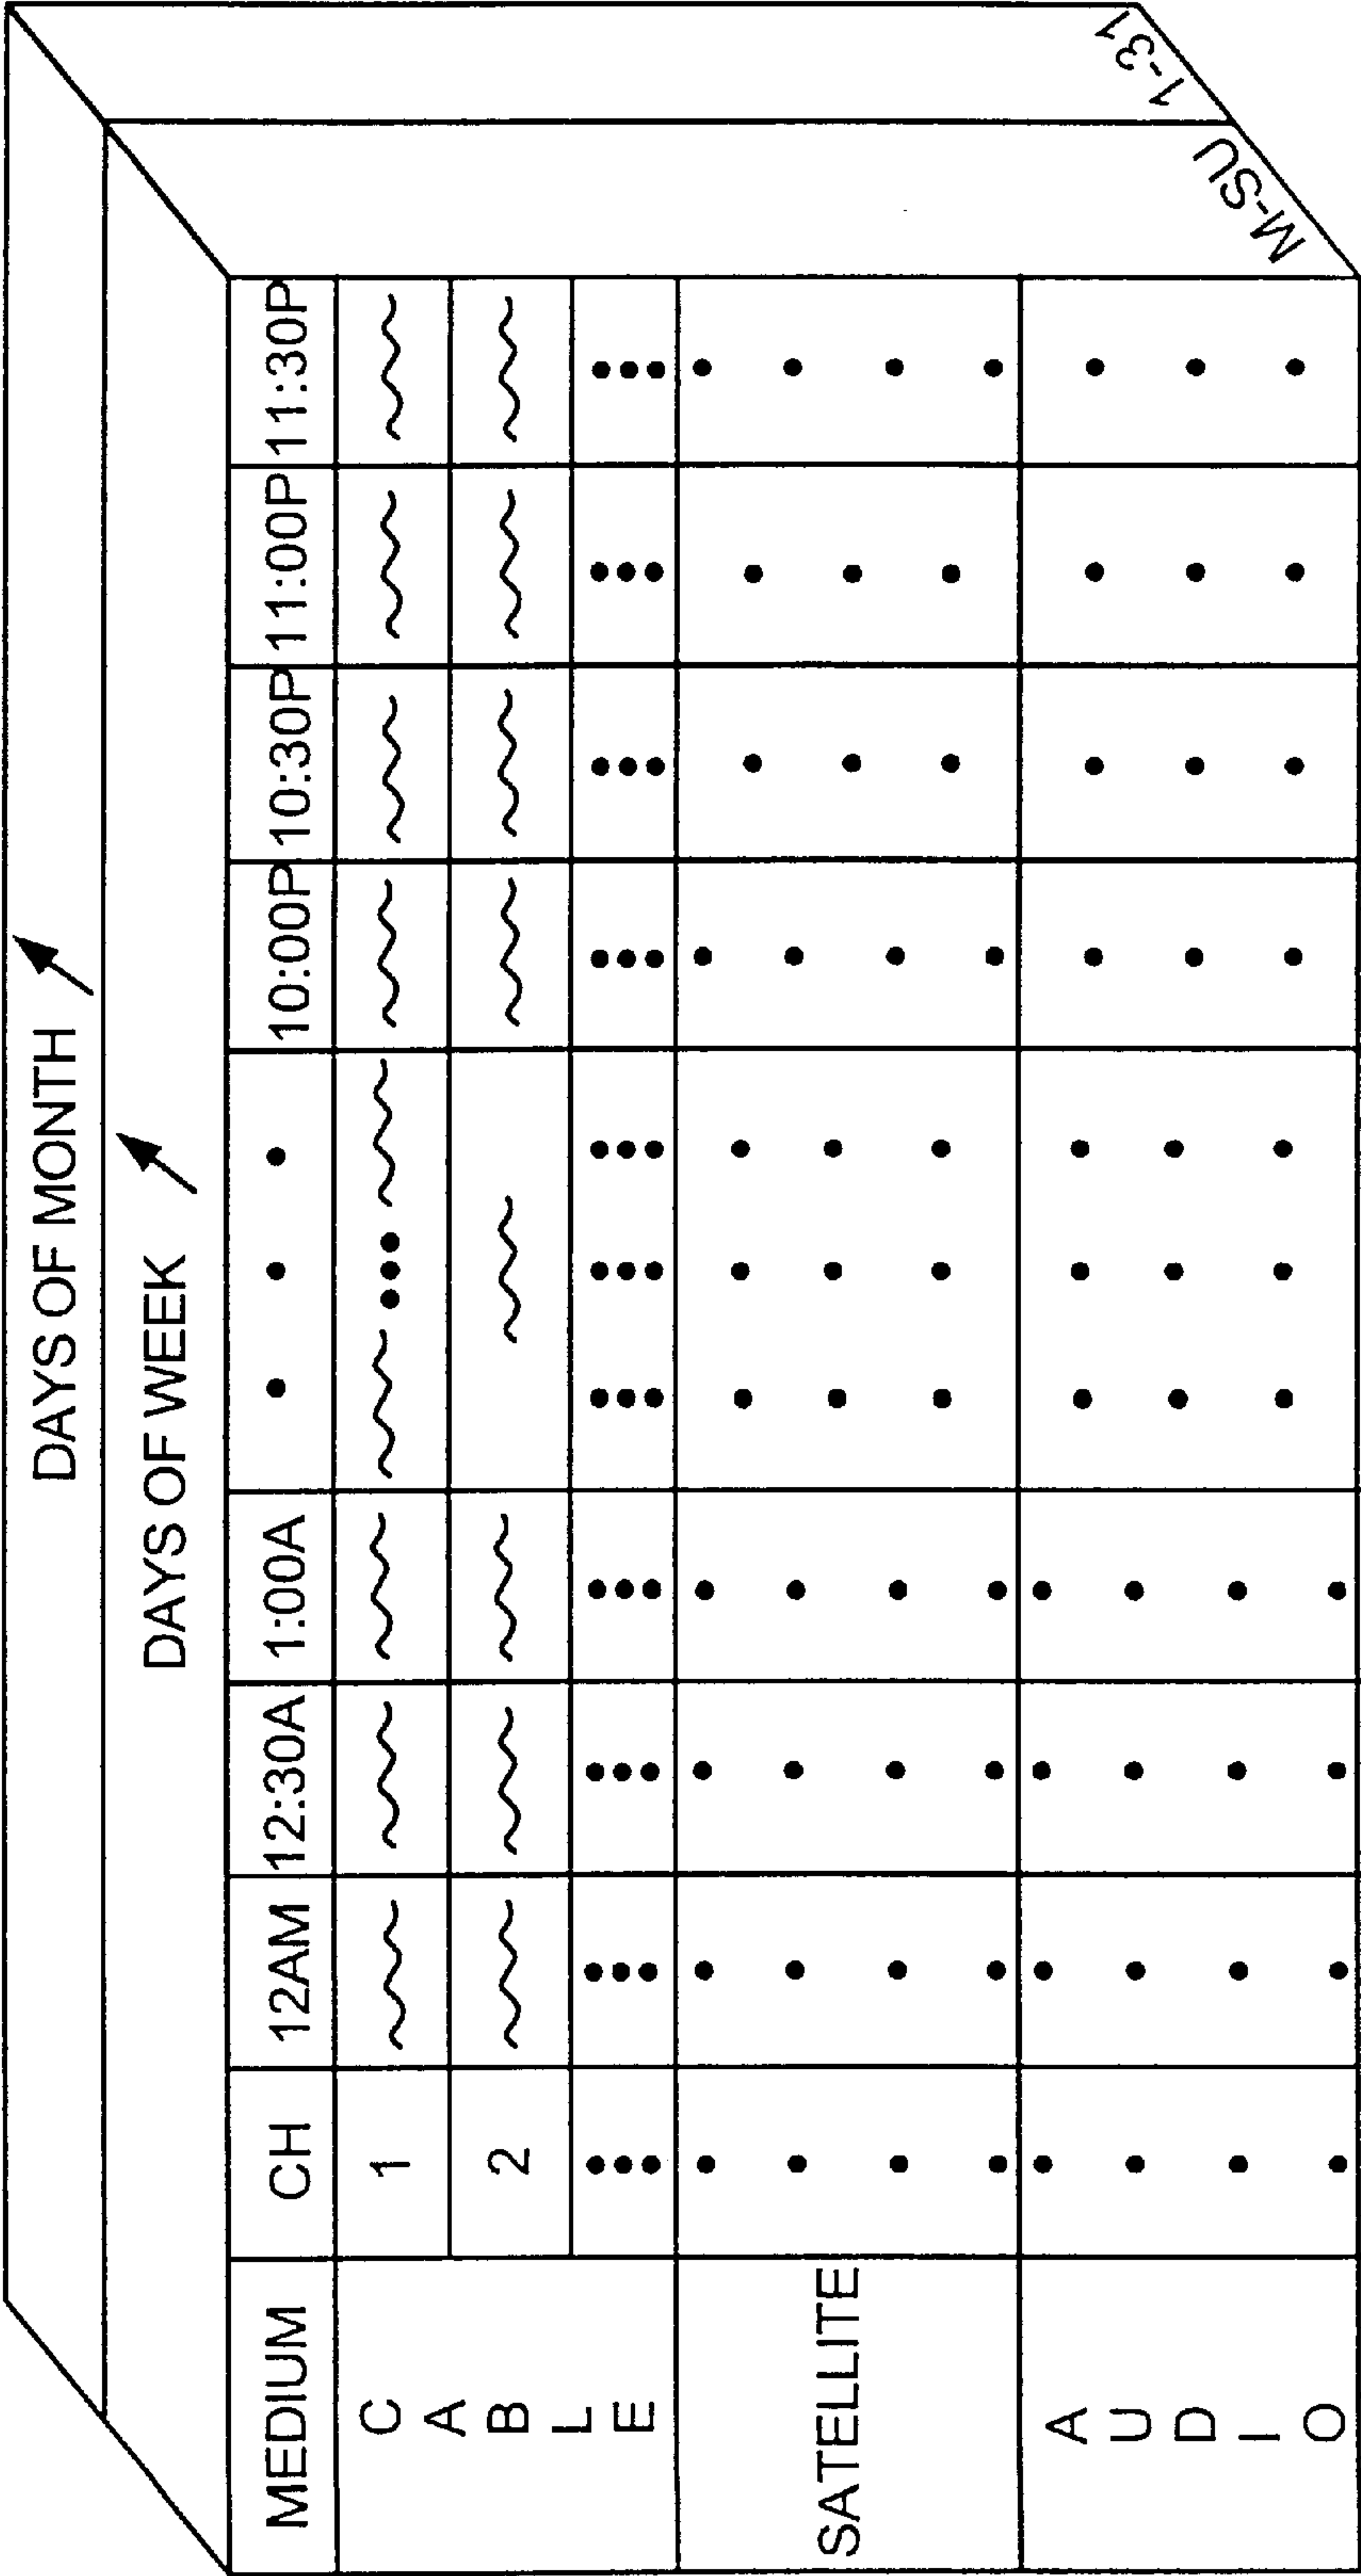 DAYS OF MONTH
DAYS OF WEEK
MEDIUM CH 12AM 12:30A 1:00A 10:00P 10:30P 11:00P 11:30P
CABLE
1
2
SATELLITE
AUDIO
M-SU
1-31